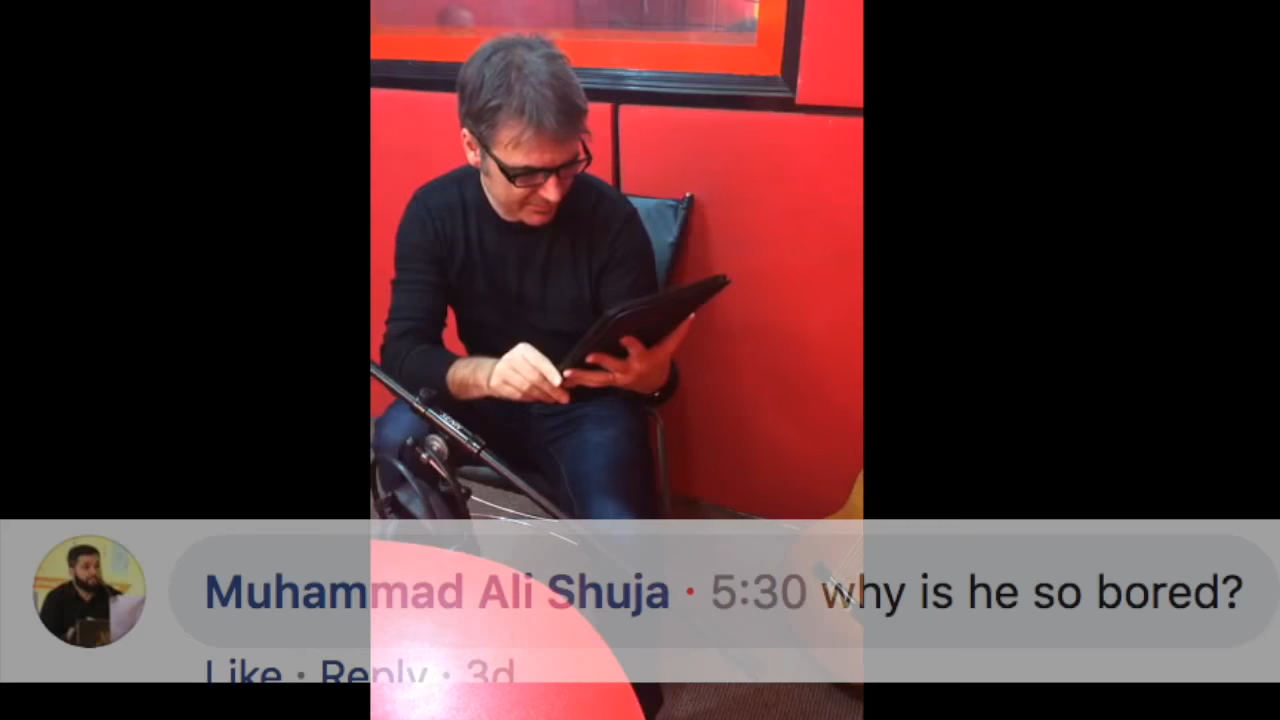 Muhammad Ali Shuja · 5:30 why is he so bored?
Like · Reply · 3d